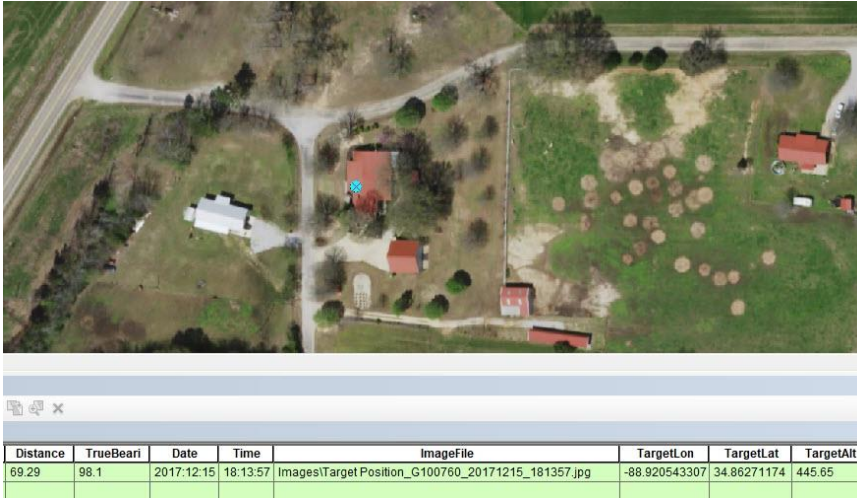 Distance TrueBeari Date Time ImageFile TargetLon TargetLat TargetAlt
69.29 98.1 2017:12:15 18:13:57 Images\Target Position_G100760_20171215_181357.jpg -88.920543307 34.86271174 445.65